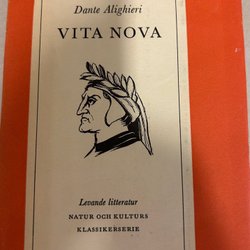 Dante Alighieri
VITA NOVA
Levande litteratur
NATUR OCH KULTURS
KLASSIKERSERIE